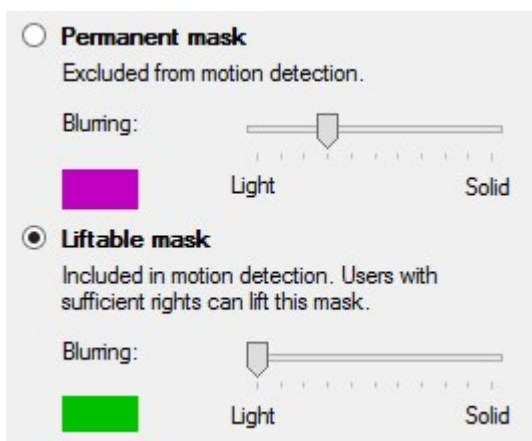 Permanent mask
Excluded from motion detection.
Blurring:
Light Solid
Liftable mask
Included in motion detection. Users with
sufficient rights can lift this mask.
Blurring:
Light Solid